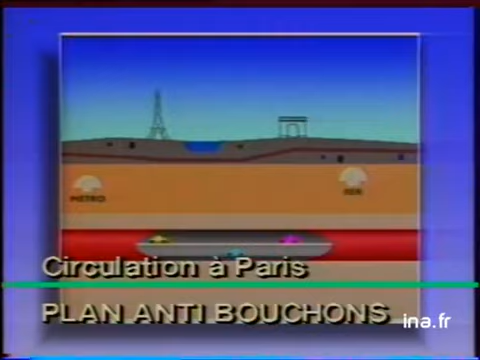 METRO
RER
Circulation à Paris
PLAN ANTI BOUCHONS
ina.fr